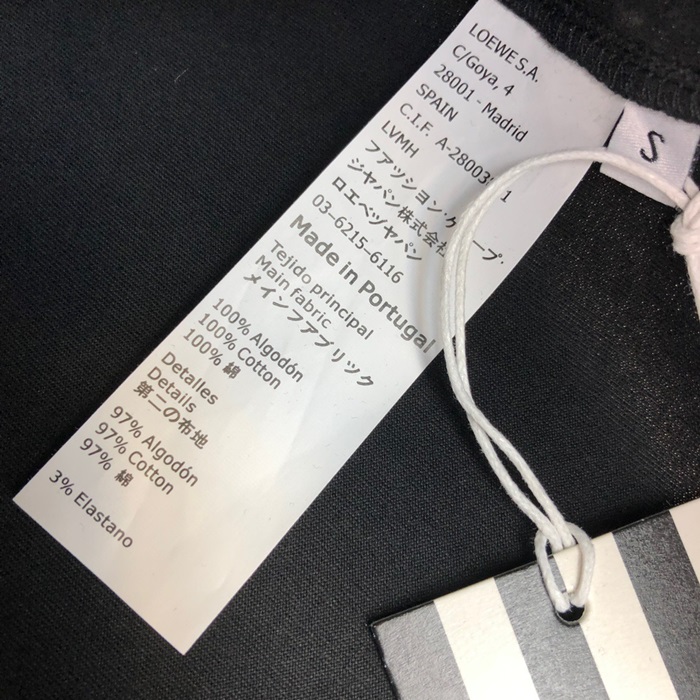 LOEWE S.A.
C/Goya, 4
28001 - Madrid
SPAIN
C.I.F. A-28003 1
LVMH
ファッション・グループ・
ジャパン株式会社
ロエベジャパン
03-6215-6116
Made in Portugal
Tejido principal
Main fabric
メインファブリック
100% Algodón
100% Cotton
100% 綿
Detalles
Details
第二の布地
97% Algodón
97% Cotton
97% 綿
3% Elastano
S